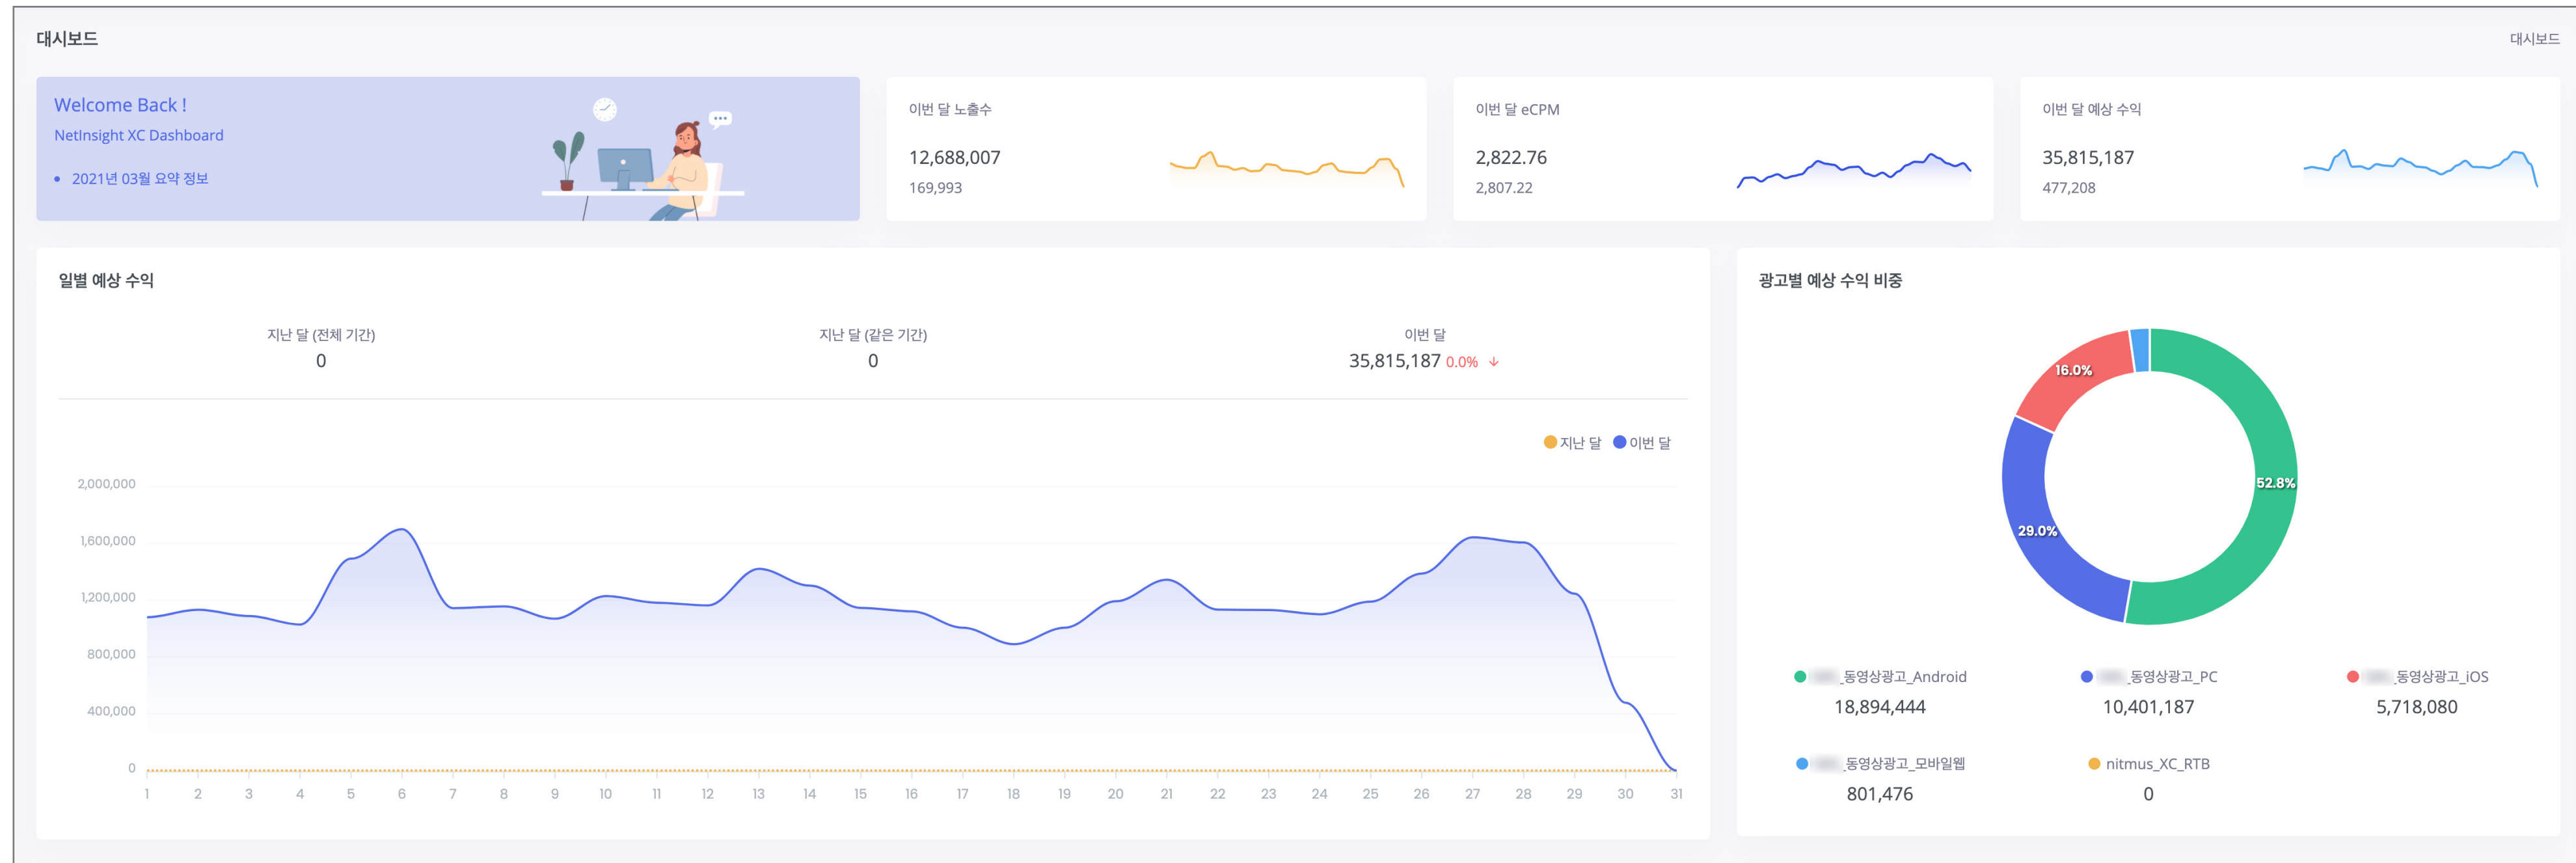 대시보드
대시보드
Welcome Back !
NetInsight XC Dashboard
• 2021년 03월 요약 정보
이번 달 노출수
12,688,007
169,993
이번 달 eCPM
2,822.76
2,807.22
이번 달 예상 수익
35,815,187
477,208
일별 예상 수익
지난 달 (전체 기간)
0
지난 달 (같은 기간)
0
이번 달
35,815,187 0.0% ↓
지난 달 이번 달
2,000,000
1,600,000
1,200,000
800,000
400,000
0
1 2 3 4 5 6 7 8 9 10 11 12 13 14 15 16 17 18 19 20 21 22 23 24 25 26 27 28 29 30 31
광고별 예상 수익 비중
16.0%
52.8%
29.0%
_동영상광고_Android
18,894,444
_동영상광고_PC
10,401,187
_동영상광고_iOS
5,718,080
_동영상광고_모바일웹
801,476
nitmus_XC_RTB
0